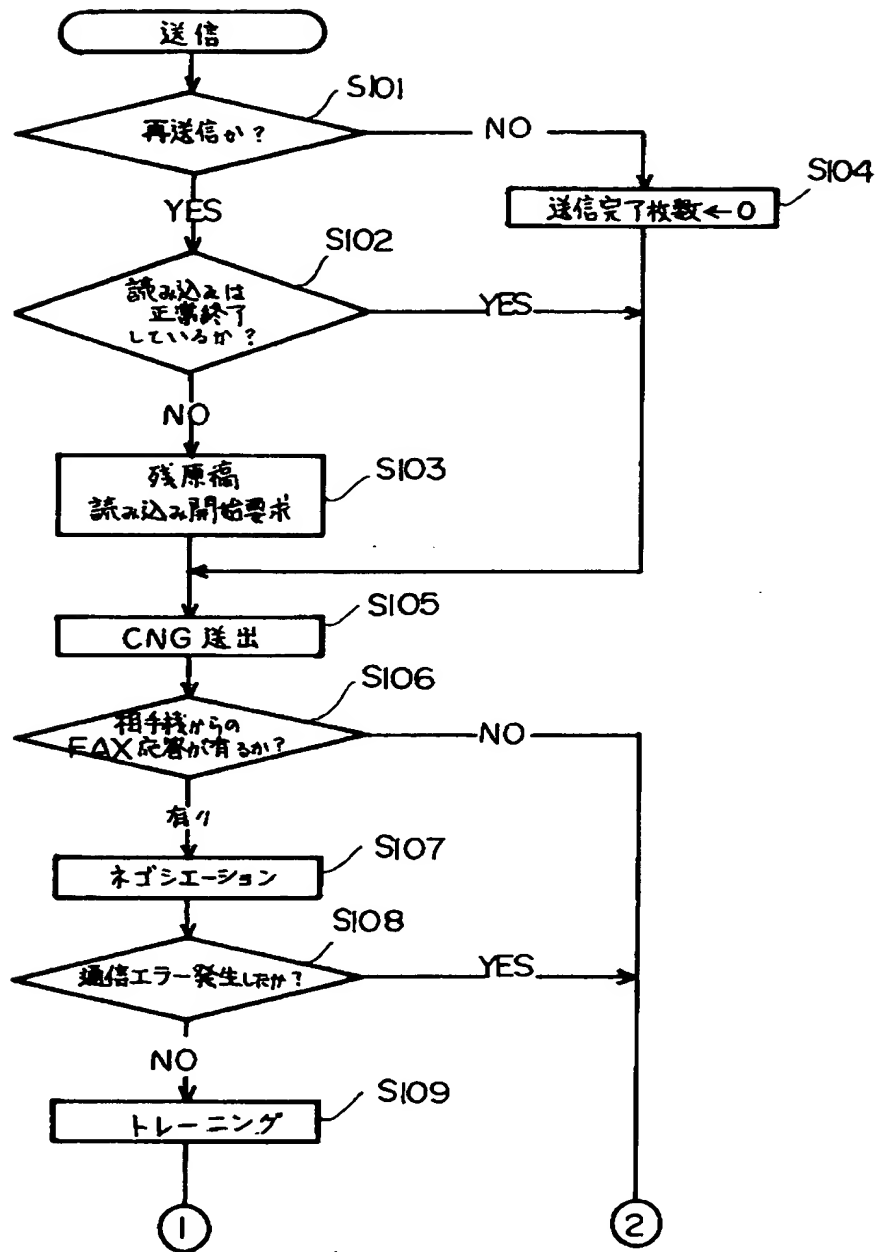 送信
S101
再送信か?
NO
S104
送信完了枚数←0
YES
S102
読み込みは
正常終了
しているか?
YES
NO
S103
残原稿
読み込み開始要求
S105
CNG 送出
S106
相手機からの
FAX応答が有るか?
NO
有り
S107
ネゴシエーション
S108
通信エラー発生したか?
YES
NO
S109
トレーニング
1
2